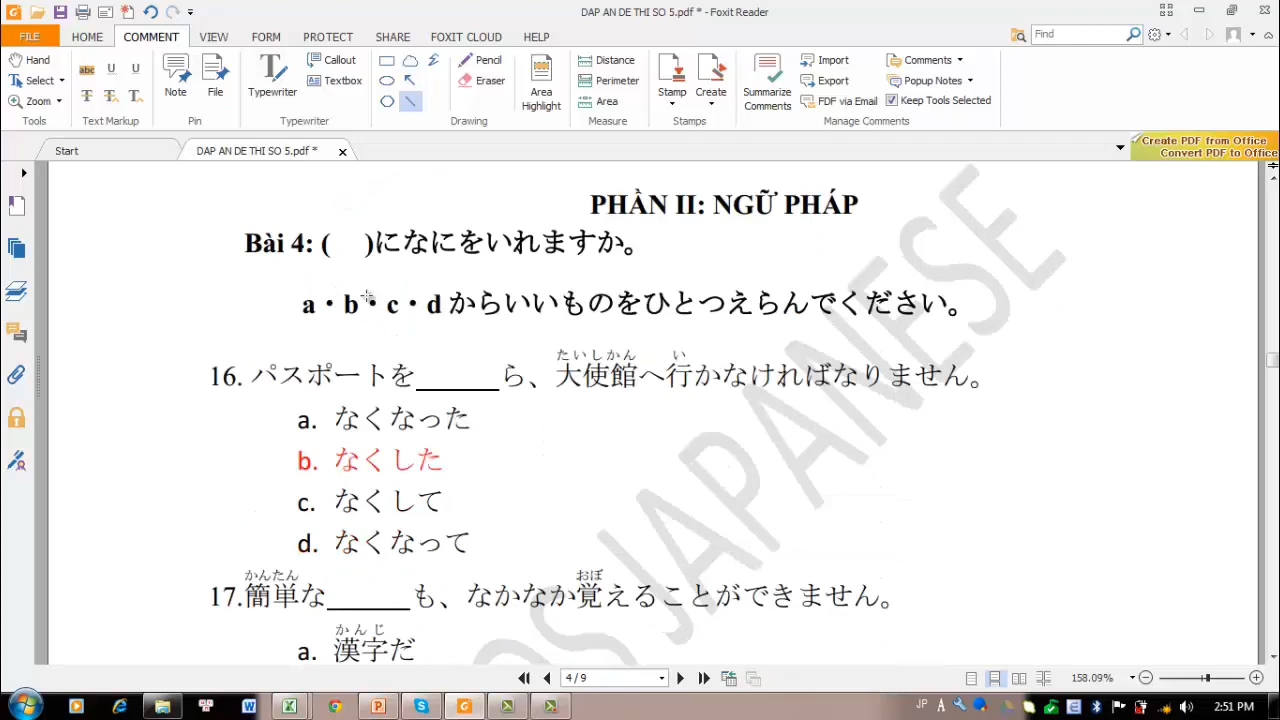 DAP AN DE THI SO 5.pdf * - Foxit Reader
FILE HOME COMMENT VIEW FORM PROTECT SHARE FOXIT CLOUD HELP Find
Hand Callout Pencil Distance Import Comments
Select Textbox Eraser Perimeter Export Popup Notes
Zoom Note File Typewriter Area Highlight Area Stamp Create Summarize Comments FDF via Email Keep Tools Selected
Tools Text Markup Pin Typewriter Drawing Measure Stamps Manage Comments
Start DAP AN DE THI SO 5.pdf *
Create PDF from Office
Convert PDF to Office
PHẦN II: NGỮ PHÁP
Bài 4: ( )になにをいれますか。
a・b・c・d からいいものをひとつえらんでください。
たいしかん い
16. パスポートを______ら、大使館へ行かなければなりません。
a. なくなった
b. なくした
c. なくして
d. なくなって
かんたん おぼ
17.簡単な______も、なかなか覚えることができません。
かんじ
a. 漢字だ
OS JAPANESE
4 / 9 158.09%
JP 2:51 PM